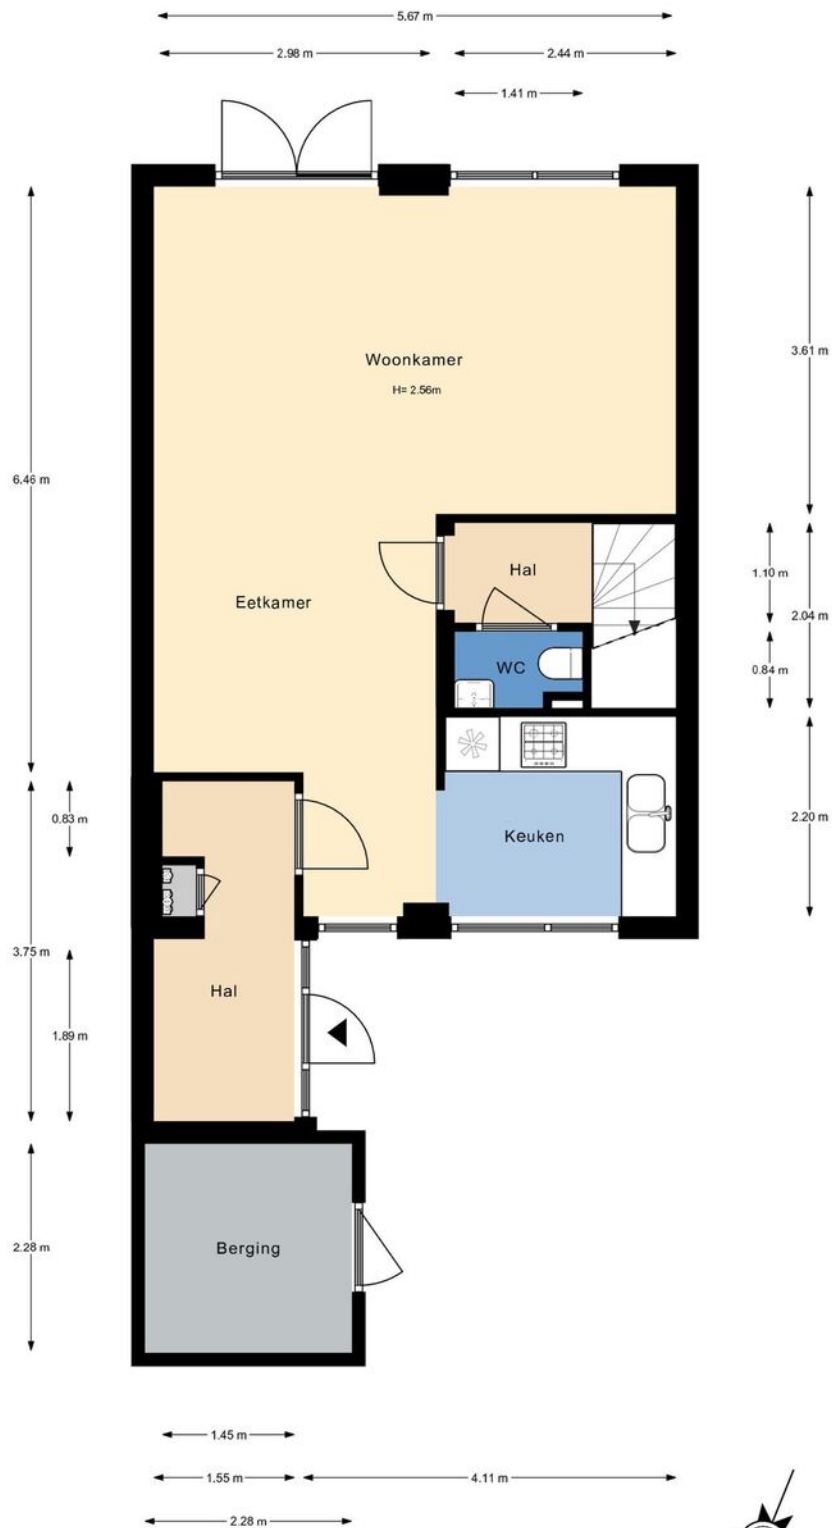 5.67 m
2.98 m
2.44 m
1.41 m
Woonkamer
H= 2.56m
3.61 m
6.46 m
Hal
1.10 m
Eetkamer
2.04 m
WC
0.84 m
0.83 m
2.20 m
Keuken
3.75 m
Hal
1.89 m
Berging
2.28 m
1.45 m
1.55 m
4.11 m
2.28 m